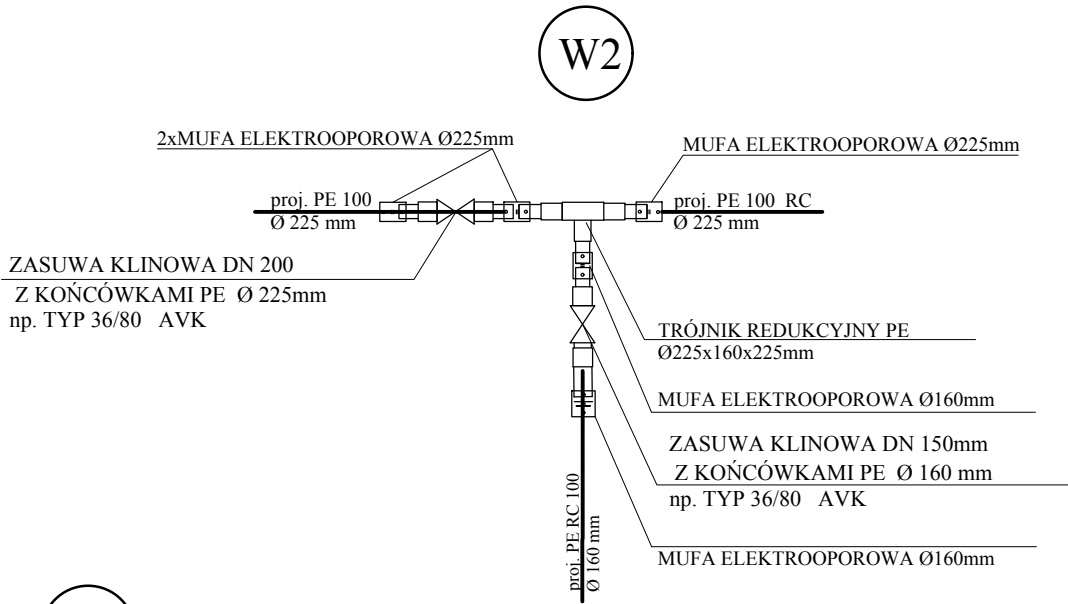 W2
2xMUFA ELEKTROOPOROWA Ø225mm
MUFA ELEKTROOPOROWA Ø225mm
proj. PE 100
Ø 225 mm
proj. PE 100 RC
Ø 225 mm
ZASUWA KLINOWA DN 200
Z KOŃCÓWKAMI PE Ø 225mm
np. TYP 36/80 AVK
TRÓJNIK REDUKCYJNY PE
Ø225x160x225mm
MUFA ELEKTROOPOROWA Ø160mm
ZASUWA KLINOWA DN 150mm
Z KOŃCÓWKAMI PE Ø 160 mm
np. TYP 36/80 AVK
MUFA ELEKTROOPOROWA Ø160mm
proj. PE RC 100
Ø 160 mm